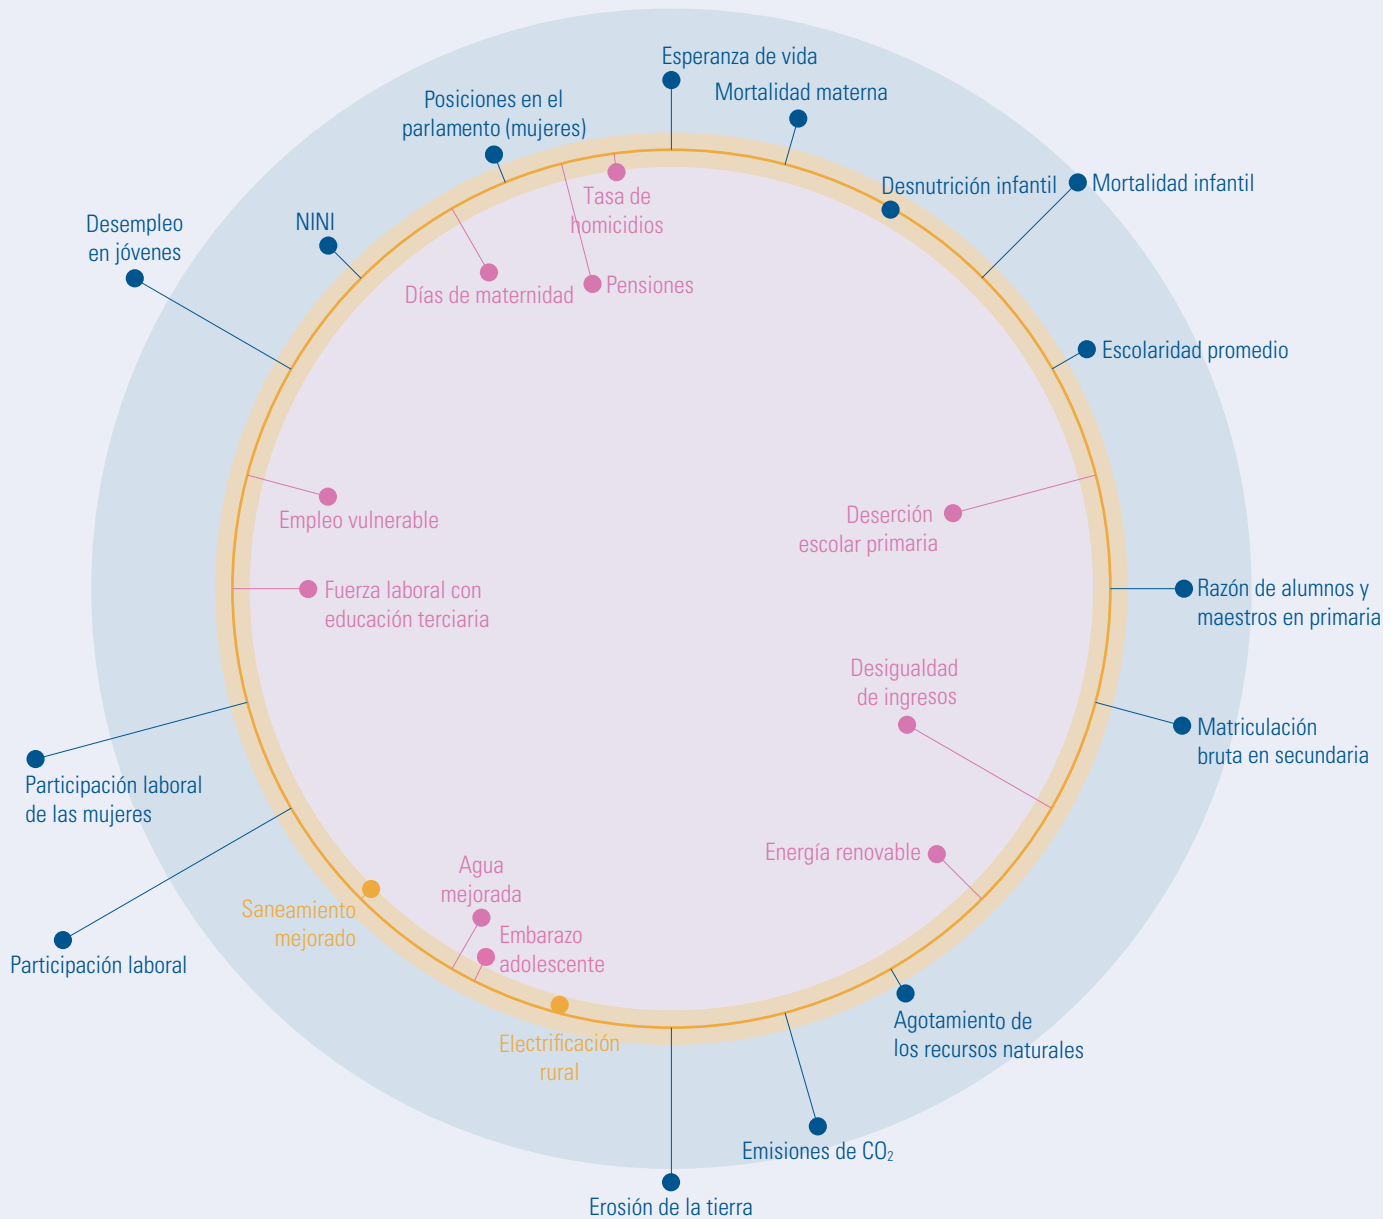 Esperanza de vida
Mortalidad materna
Posiciones en el
parlamento (mujeres)
Tasa de
homicidios
Desnutrición infantil
Mortalidad infantil
NINI
Desempleo
en jóvenes
Días de maternidad
Pensiones
Escolaridad promedio
Empleo vulnerable
Deserción
escolar primaria
Fuerza laboral con
educación terciaria
Razón de alumnos y
maestros en primaria
Desigualdad
de ingresos
Matriculación
bruta en secundaria
Participación laboral
de las mujeres
Energía renovable
Agua
mejorada
Saneamiento
mejorado
Embarazo
adolescente
Participación laboral
Electrificación
rural
Agotamiento de
los recursos naturales
Emisiones de CO₂
Erosión de la tierra